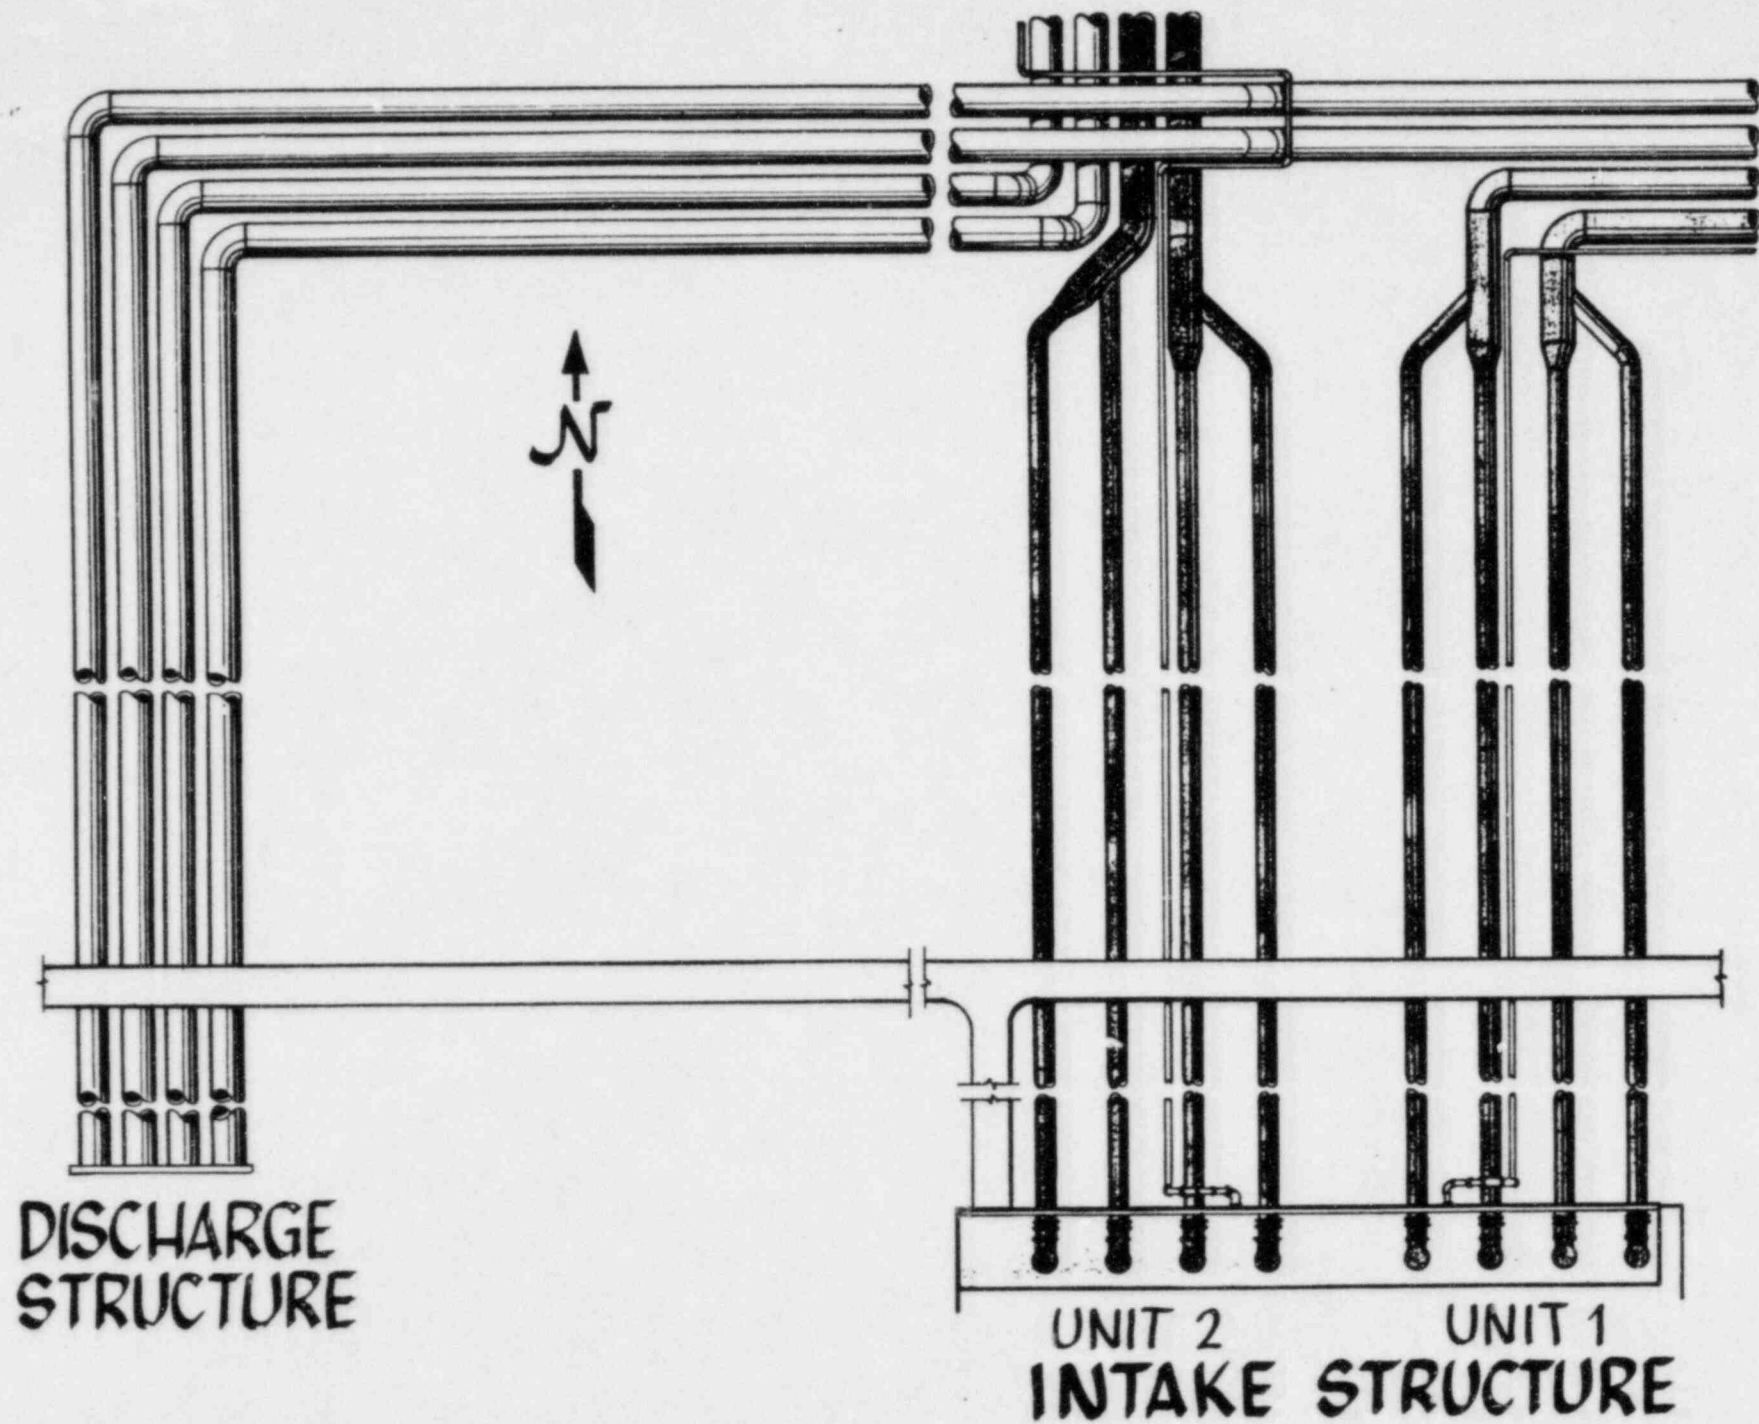 N
DISCHARGE
STRUCTURE
UNIT 2
UNIT 1
INTAKE STRUCTURE